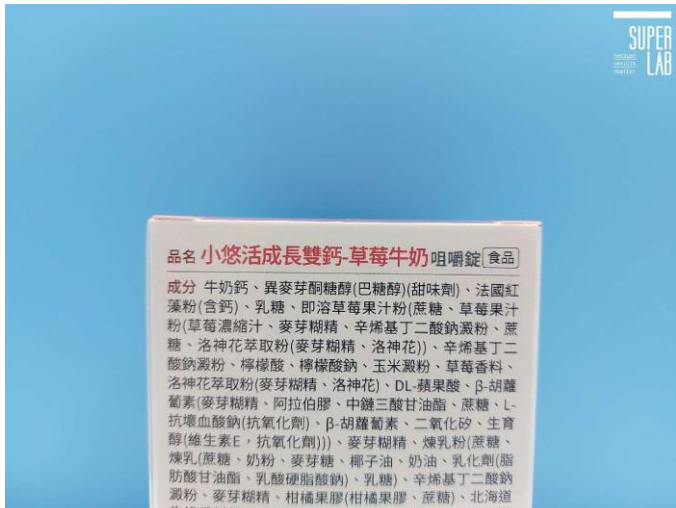 SUPER
LAB
because
results
matter
品名 小悠活成長雙鈣-草莓牛奶 咀嚼錠 食品
成分 牛奶鈣、異麥芽酮糖醇(巴糖醇)(甜味劑)、法國紅
藻粉(含鈣)、乳糖、即溶草莓果汁粉(蔗糖、草莓果汁
粉(草莓濃縮汁、麥芽糊精、辛烯基丁二酸鈉澱粉、蔗
糖、洛神花萃取粉(麥芽糊精、洛神花))、辛烯基丁二
酸鈉澱粉、檸檬酸、檸檬酸鈉、玉米澱粉、草莓香料、
洛神花萃取粉(麥芽糊精、洛神花)、DL-蘋果酸、β-胡蘿
蔔素(麥芽糊精、阿拉伯膠、中鏈三酸甘油酯、蔗糖、L-
抗壞血酸鈉(抗氧化劑)、β-胡蘿蔔素、二氧化矽、生育
醇(維生素E，抗氧化劑)))、麥芽糊精、煉乳粉(蔗糖、
煉乳(蔗糖、奶粉、麥芽糖、椰子油、奶油、乳化劑(脂
肪酸甘油酯、乳酸硬脂酸鈉)、乳糖)、辛烯基丁二酸鈉
澱粉、麥芽糊精、柑橘果膠(柑橘果膠、蔗糖)、北海道